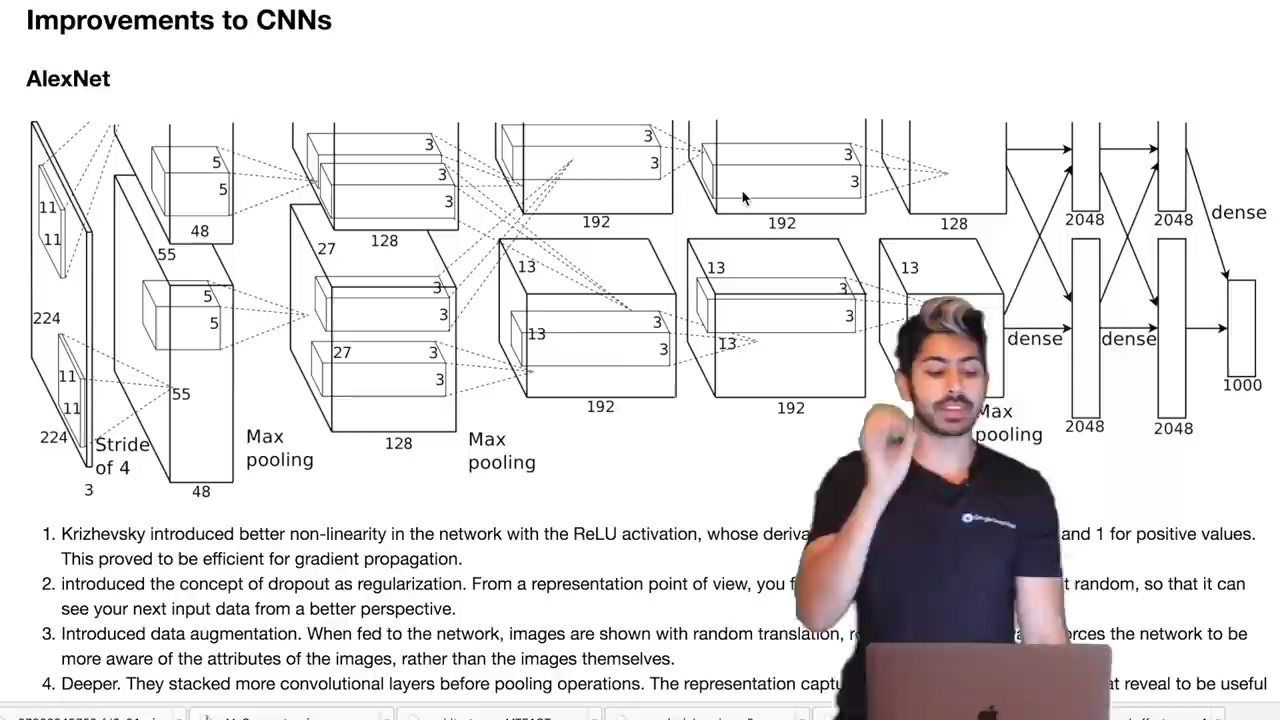 Improvements to CNNs
AlexNet
11
11
224
11
11
224
3
Stride
of 4
5
5
48
55
5
5
55
48
Max
pooling
3
3
3
128
27
3
3
27
3
3
128
Max
pooling
3
3
192
13
13
3
3
192
3
3
192
13
3
3
13
192
128
13
Max
pooling
dense
2048
dense
2048
2048
2048
dense
1000
1. Krizhevsky introduced better non-linearity in the network with the ReLU activation, whose and 1 for positive values.
This proved to be efficient for gradient propagation.
2. introduced the concept of dropout as regularization. From a representation point of view, you random, so that it can
see your next input data from a better perspective.
3. Introduced data augmentation. When fed to the network, images are shown with random translation, the network to be
more aware of the attributes of the images, rather than the images themselves.
4. Deeper. They stacked more convolutional layers before pooling operations. The representation reveal to be useful